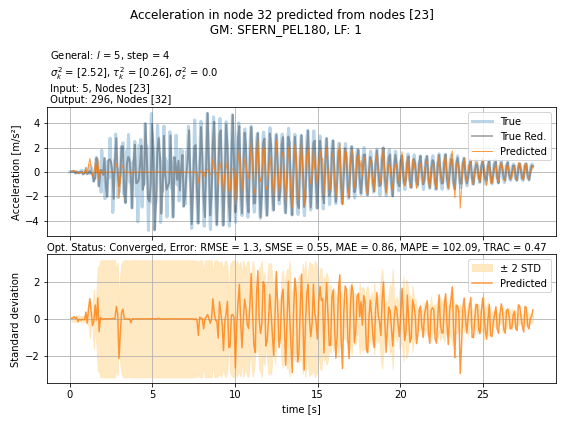 Acceleration in node 32 predicted from nodes [23]
GM: SFERN_PEL180, LF: 1
General: l = 5, step = 4
σ²ₖ = [2.52], τ²ₖ = [0.26], σ²ε = 0.0
Input: 5, Nodes [23]
Output: 296, Nodes [32]
Acceleration [m/s²]
4
2
0
−2
−4
True
True Red.
Predicted
Opt. Status: Converged, Error: RMSE = 1.3, SMSE = 0.55, MAE = 0.86, MAPE = 102.09, TRAC = 0.47
Standard deviation
2
0
−2
± 2 STD
Predicted
0 5 10 15 20 25
time [s]